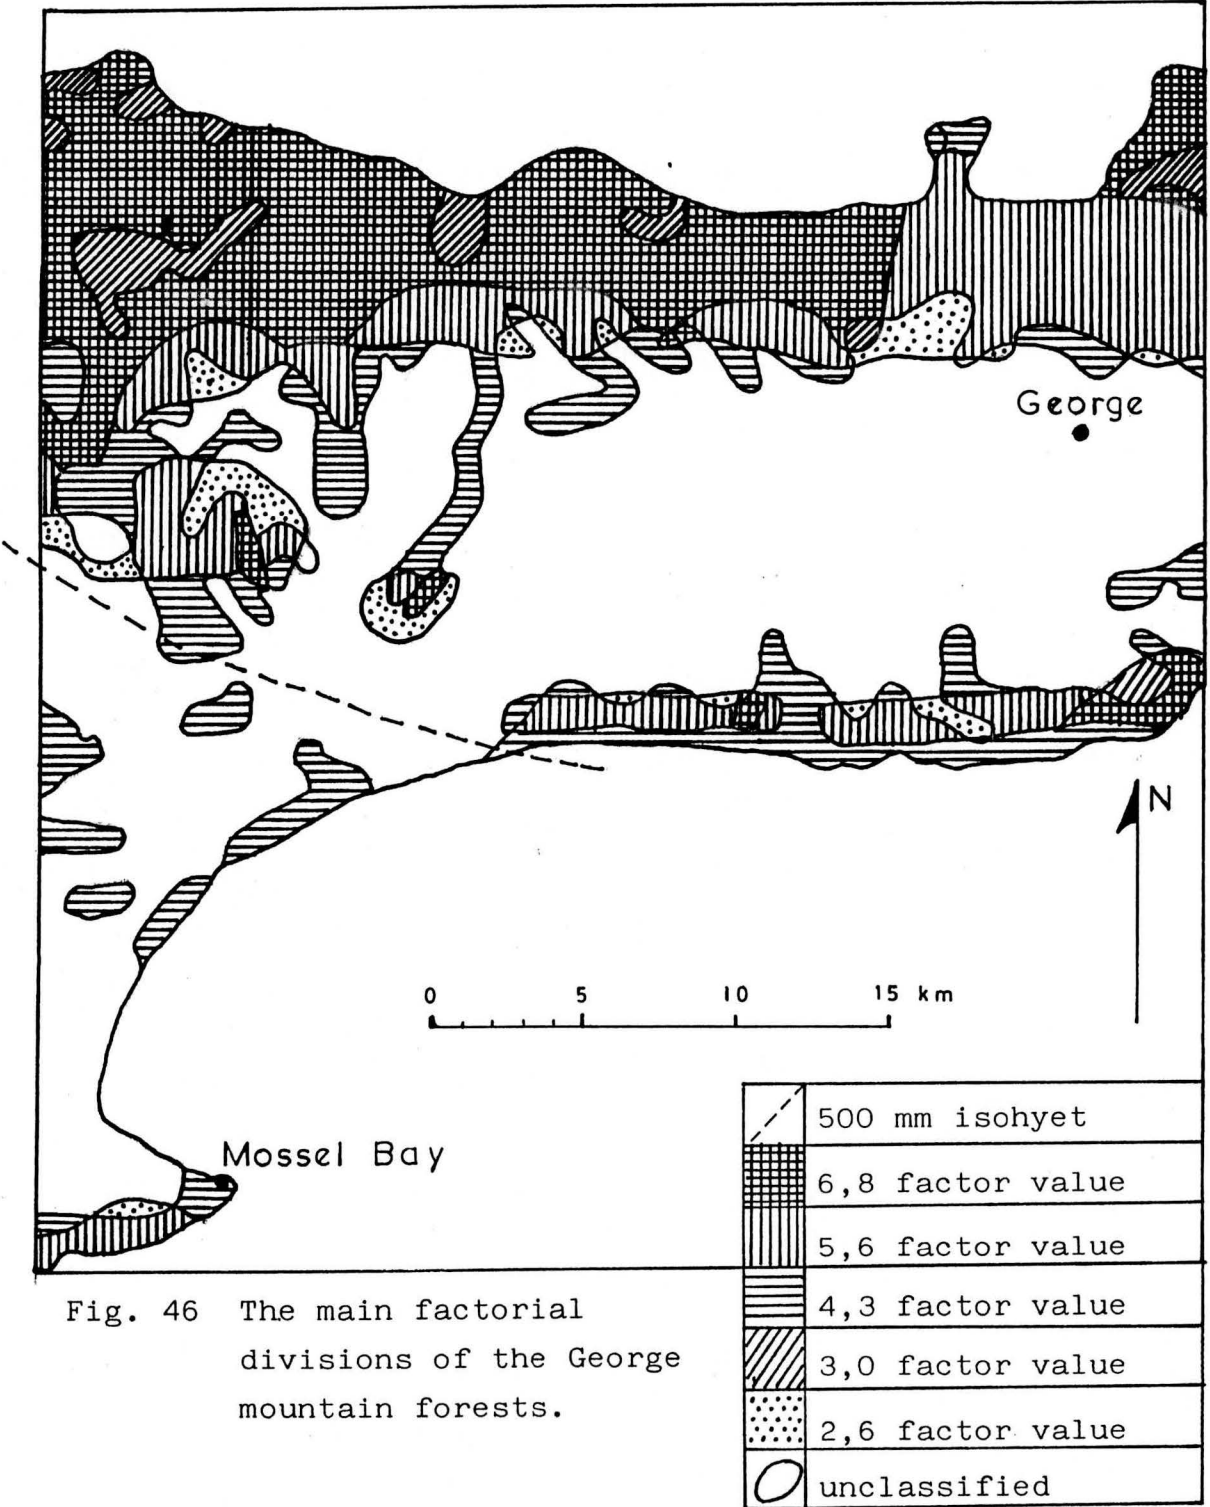 George
N
0 5 10 15 km
Mossel Bay
500 mm isohyet
6,8 factor value
5,6 factor value
4,3 factor value
3,0 factor value
2,6 factor value
unclassified
Fig. 46 The main factorial
divisions of the George
mountain forests.